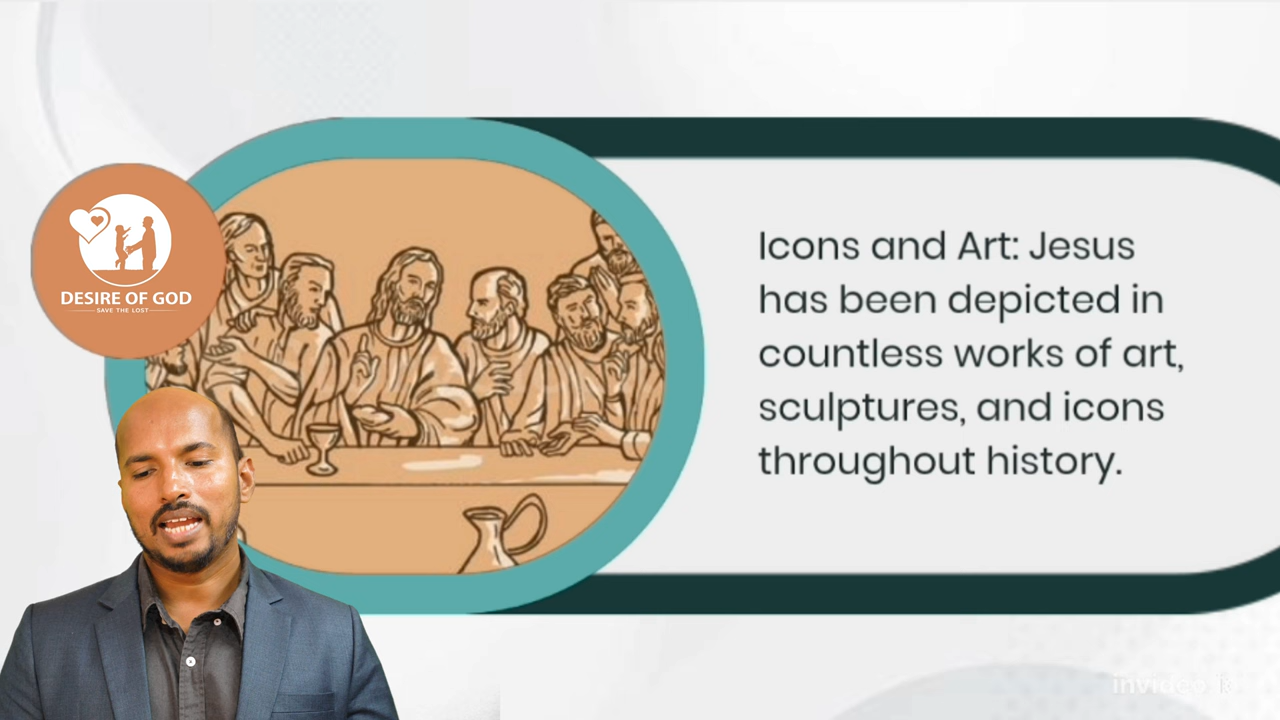 DESIRE OF GOD
SAVE THE LOST
Icons and Art: Jesus
has been depicted in
countless works of art,
sculptures, and icons
throughout history.